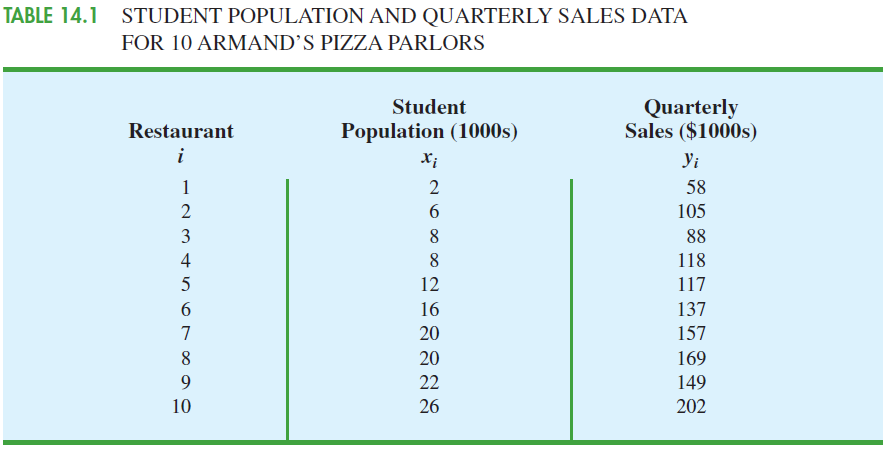 TABLE 14.1 STUDENT POPULATION AND QUARTERLY SALES DATA
FOR 10 ARMAND’S PIZZA PARLORS
Student Quarterly
Restaurant Population (1000s) Sales ($1000s)
i xi yi
1 2 58
2 6 105
3 8 88
4 8 118
5 12 117
6 16 137
7 20 157
8 20 169
9 22 149
10 26 202